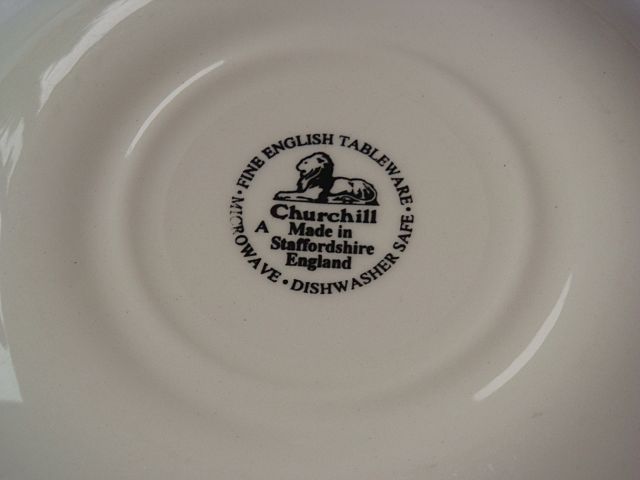 FINE ENGLISH TABLEWARE •
Churchill
A Made in
Staffordshire
England
MICROWAVE • DISHWASHER SAFE •